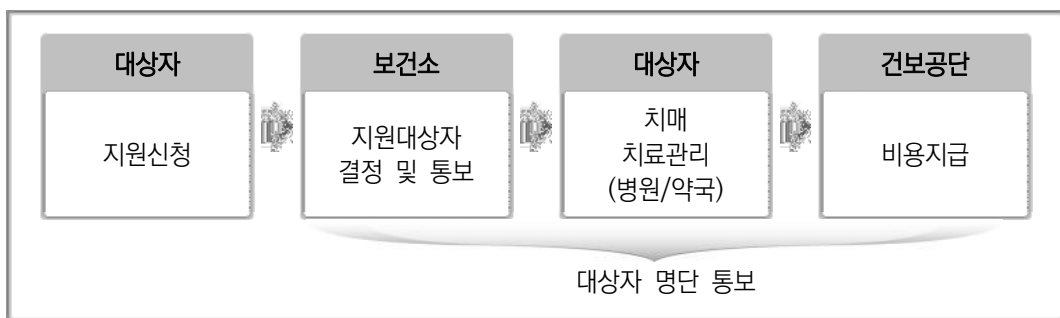 대상자
지원신청
보건소
지원대상자
결정 및 통보
대상자
치매
치료관리
(병원/약국)
건보공단
비용지급
대상자 명단 통보